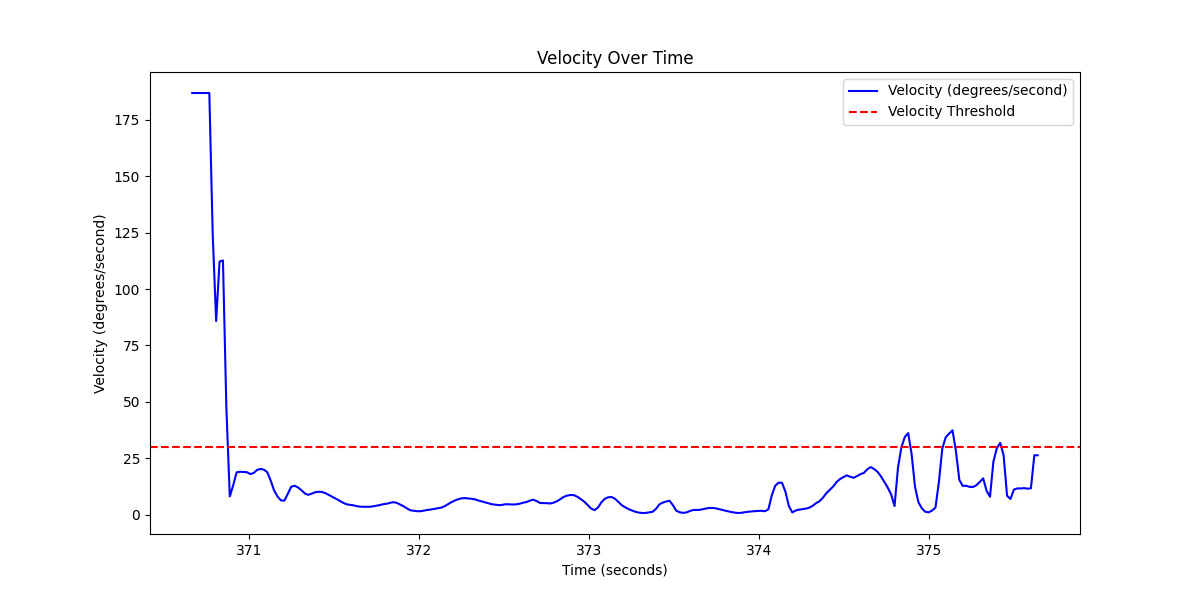 Velocity Over Time
Velocity (degrees/second)
Velocity Threshold
Velocity (degrees/second)
175
150
125
100
75
50
25
0
371
372
373
374
375
Time (seconds)